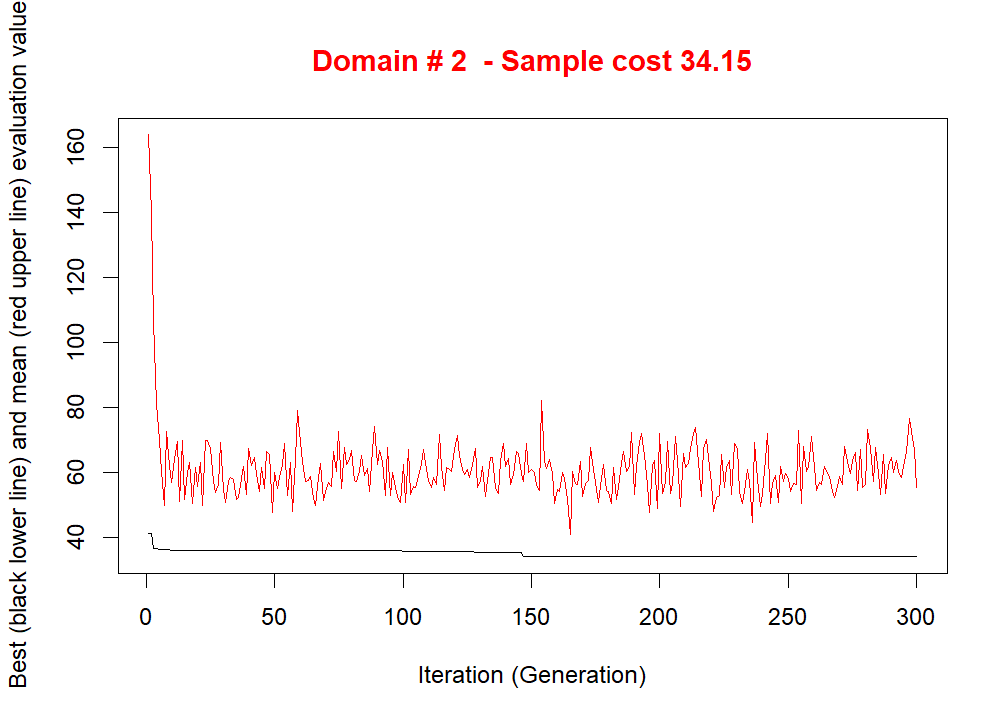 Domain # 2  - Sample cost 34.15
Best (black lower line) and mean (red upper line) evaluation value
160
140
120
100
80
60
40
0 50 100 150 200 250 300
Iteration (Generation)